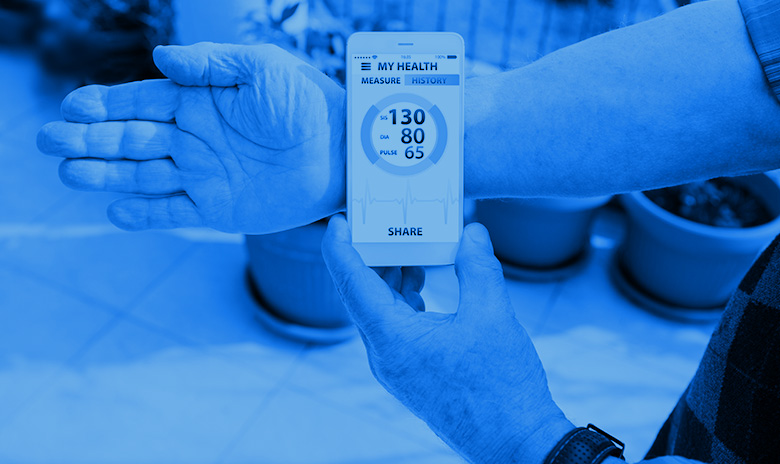 MY HEALTH
MEASURE HISTORY
SIS 130
DIA 80
PULSE 65
SHARE